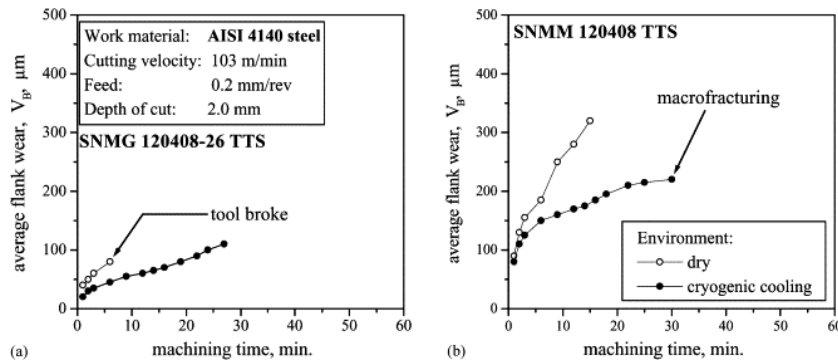 500
400
300
200
100
0
average flank wear, V_B, μm
Work material: AISI 4140 steel
Cutting velocity: 103 m/min
Feed: 0.2 mm/rev
Depth of cut: 2.0 mm
SNMG 120408-26 TTS
tool broke
0 10 20 30 40 50 60
machining time, min.
(a)
500
400
300
200
100
0
average flank wear, V_B, μm
SNMM 120408 TTS
macrofracturing
Environment:
dry
cryogenic cooling
0 10 20 30 40 50 60
machining time, min.
(b)